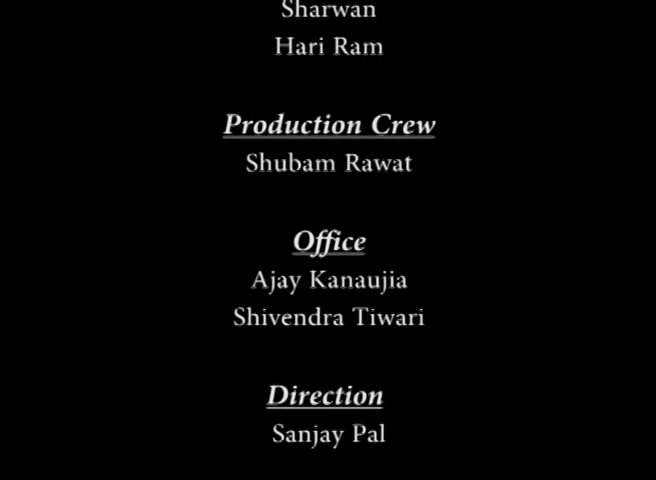 Sharwan
Hari Ram
Production Crew
Shubam Rawat
Office
Ajay Kanaujia
Shivendra Tiwari
Direction
Sanjay Pal